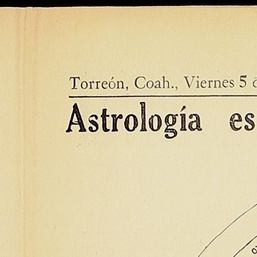 Torreón, Coah., Viernes 5
Astrología es